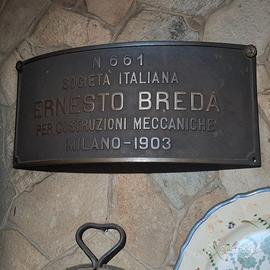 N 661
SOCIETÀ ITALIANA
ERNESTO BREDA
PER COSTRUZIONI MECCANICHE
MILANO-1903